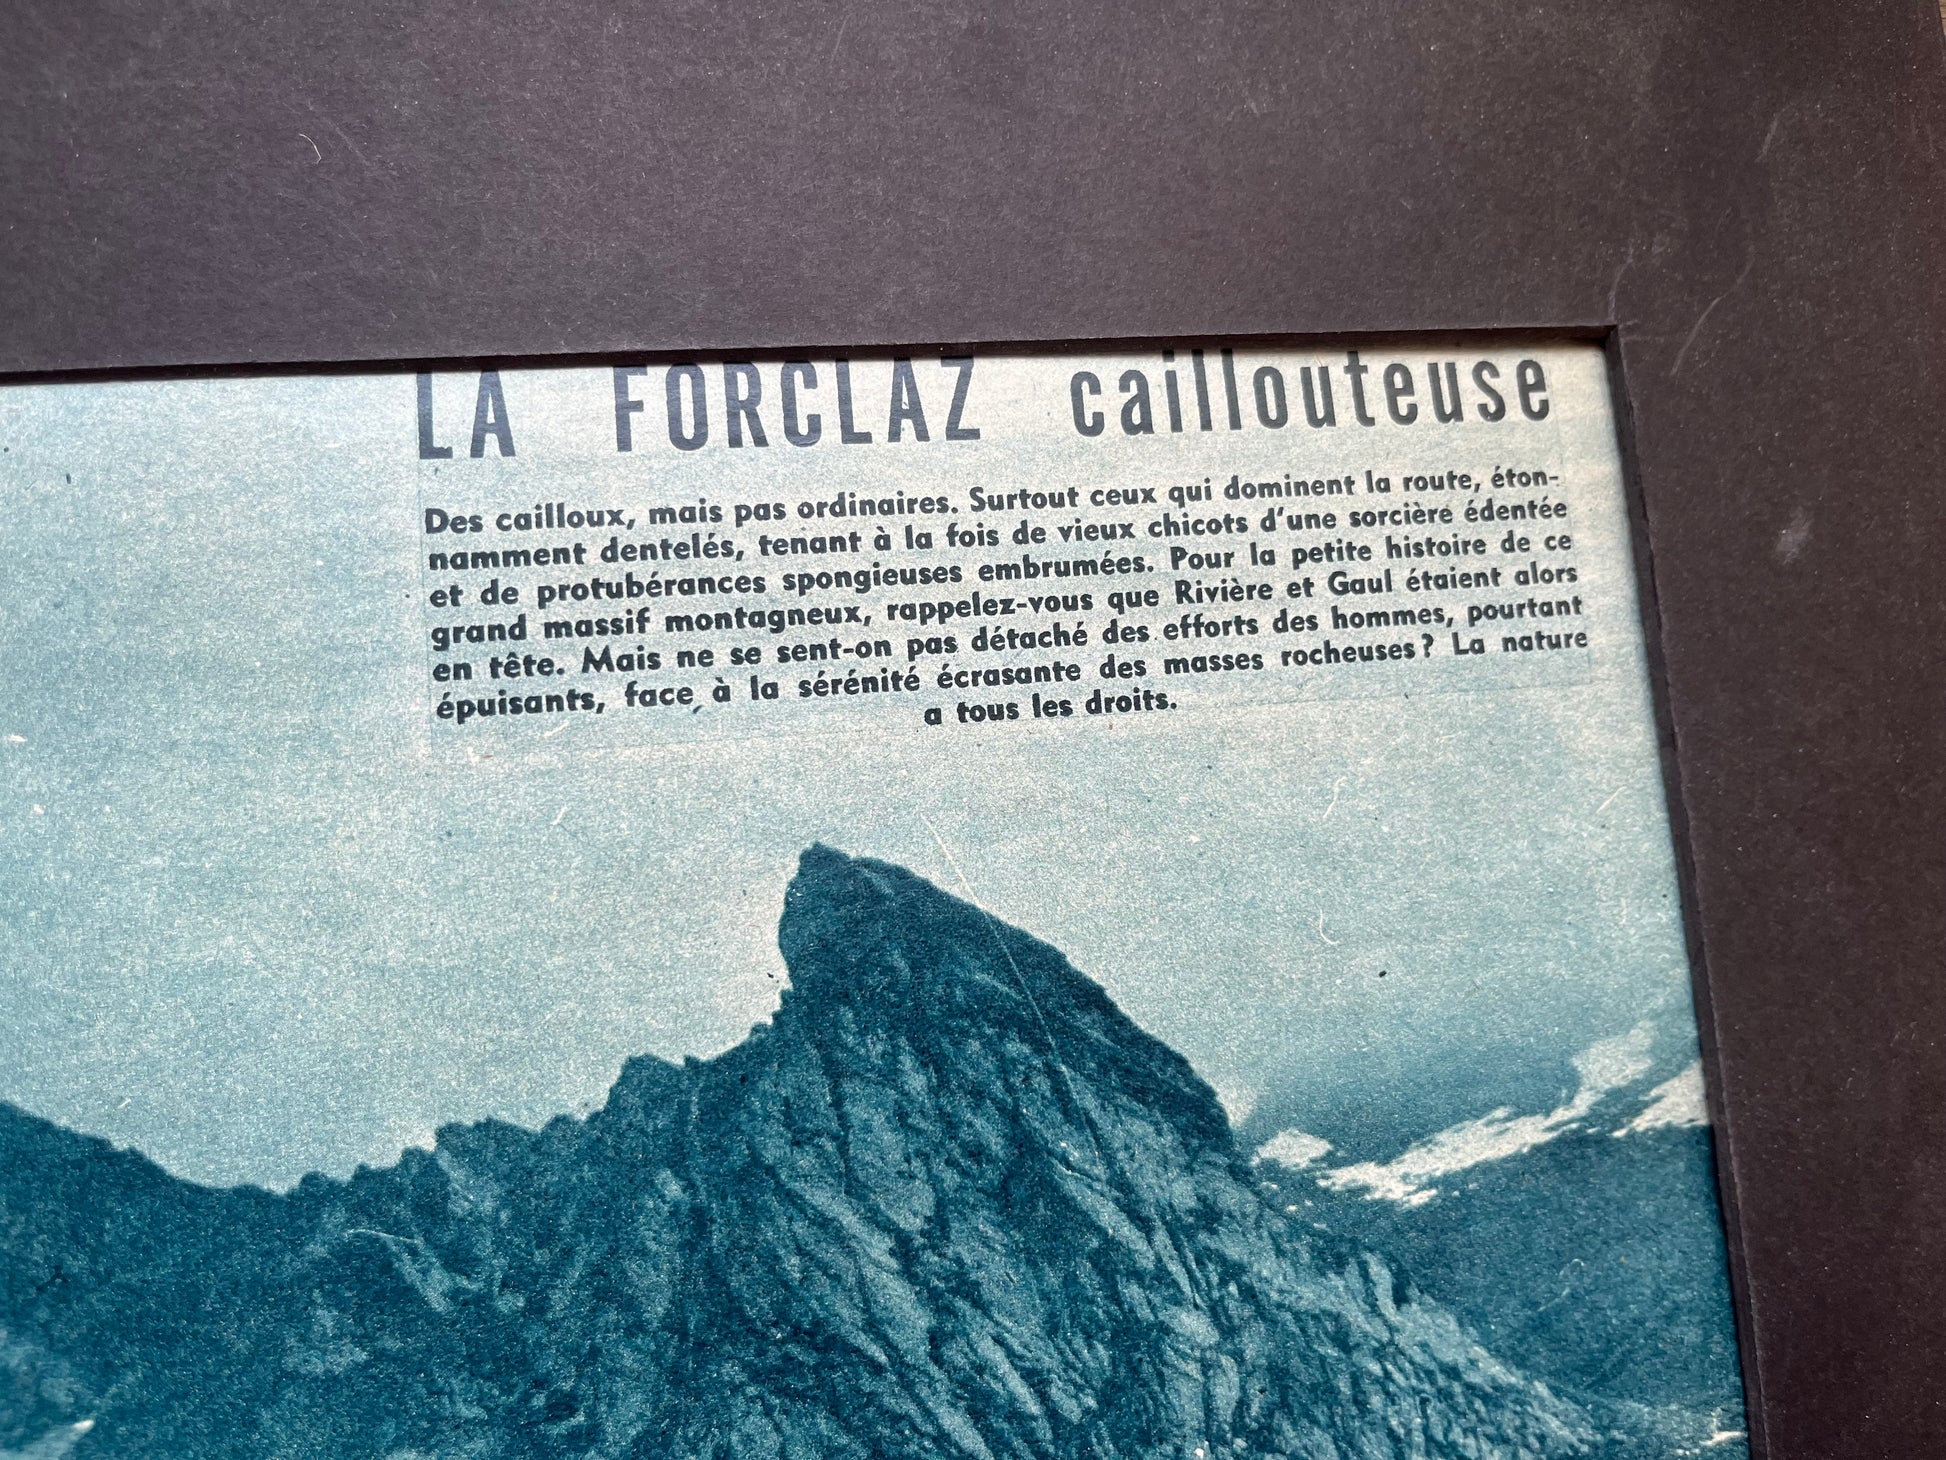 LA FORCLAZ caillouteuse
Des cailloux, mais pas ordinaires. Surtout ceux qui dominent la route, éton-
namment dentelés, tenant à la fois de vieux chicots d'une sorcière édentée
et de protubérances spongieuses embrumées. Pour la petite histoire de ce
grand massif montagneux, rappelez-vous que Rivière et Gaul étaient alors
en tête. Mais ne se sent-on pas détaché des efforts des hommes, pourtant
épuisants, face à la sérénité écrasante des masses rocheuses? La nature
a tous les droits.